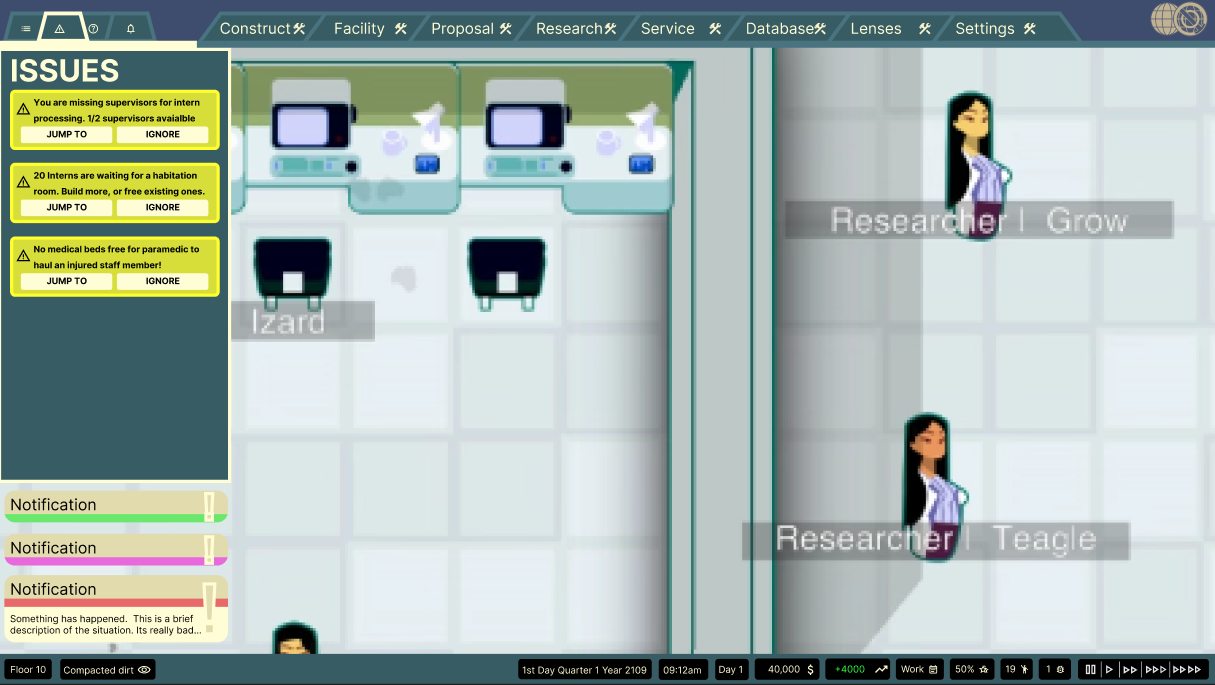 Construct
Facility
Proposal
Research
Service
Database
Lenses
Settings
ISSUES
You are missing supervisors for intern
processing. 1/2 supervisors avaialble
JUMP TO
IGNORE
20 Interns are waiting for a habitation
room. Build more, or free existing ones.
JUMP TO
IGNORE
No medical beds free for paramedic to
haul an injured staff member!
JUMP TO
IGNORE
Notification
Notification
Notification
Something has happened. This is a brief
description of the situation. Its really bad...
Izard
Researcher | Grow
Researcher | Teagle
Floor 10
Compacted dirt
1st Day Quarter 1 Year 2109
09:12am
Day 1
40,000 $
+4000
Work
50%
19
1